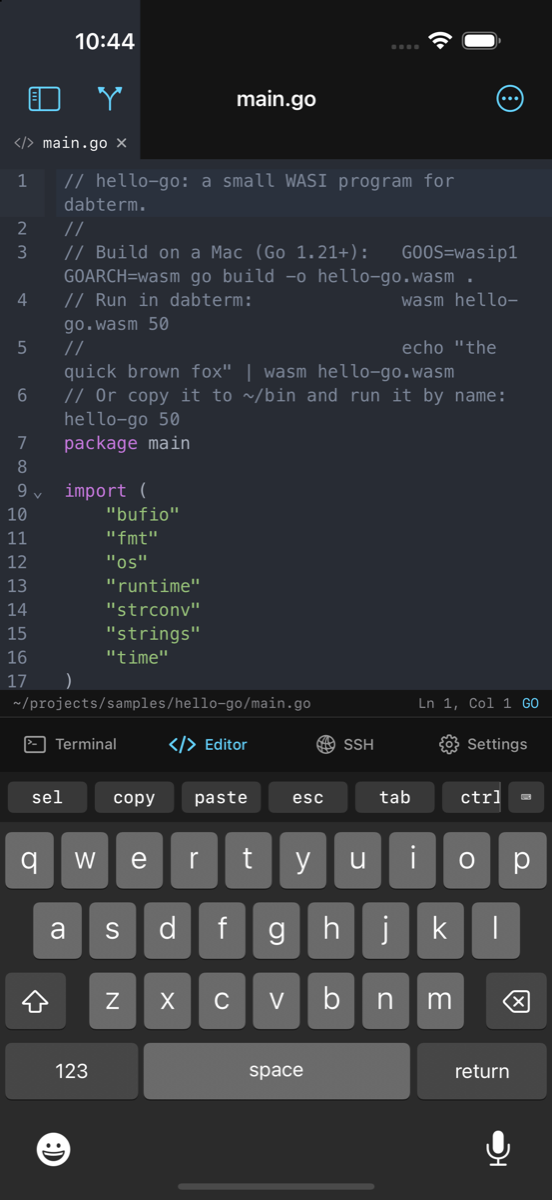 10:44
main.go
</> main.go ×
1 // hello-go: a small WASI program for
dabterm.
2 //
3 // Build on a Mac (Go 1.21+):   GOOS=wasip1
GOARCH=wasm go build -o hello-go.wasm .
4 // Run in dabterm:              wasm hello-
go.wasm 50
5 //                              echo "the
quick brown fox" | wasm hello-go.wasm
6 // Or copy it to ~/bin and run it by name:
hello-go 50
7 package main
8
9 import (
10     "bufio"
11     "fmt"
12     "os"
13     "runtime"
14     "strconv"
15     "strings"
16     "time"
17 )
~/projects/samples/hello-go/main.go Ln 1, Col 1 GO
Terminal </> Editor SSH Settings
sel copy paste esc tab ctrl
q w e r t y u i o p
a s d f g h j k l
z x c v b n m
123 space return